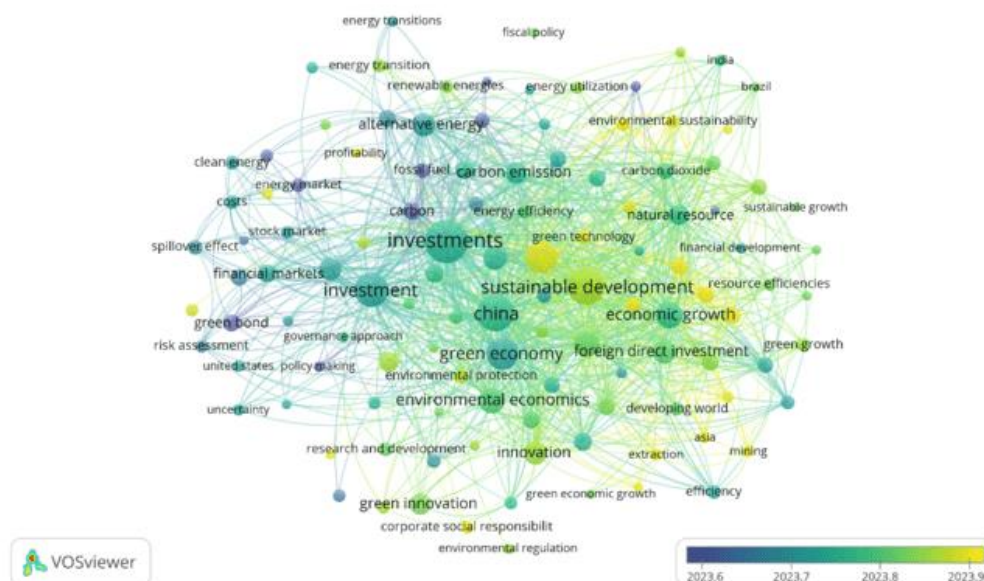 energy transitions
fiscal policy
energy transition
india
renewable energies
energy utilization
brazil
alternative energy
environmental sustainability
profitability
clean energy
fossal fuel
carbon emission
carbon dioxide
energy market
costs
carbon
energy efficiency
natural resource
sustainable growth
stock market
investments
green technology
spillover effect
financial development
financial markets
investment
sustainable development
resource efficiencies
green bond
china
economic growth
governance approach
risk assessment
green economy
foreign direct investment
green growth
united states
policy making
environmental protection
uncertainty
environmental economics
developing world
asia
research and development
innovation
extraction
mining
green innovation
green economic growth
efficiency
corporate social responsibilit
environmental regulation
VOSviewer
2023.6 2023.7 2023.8 2023.9